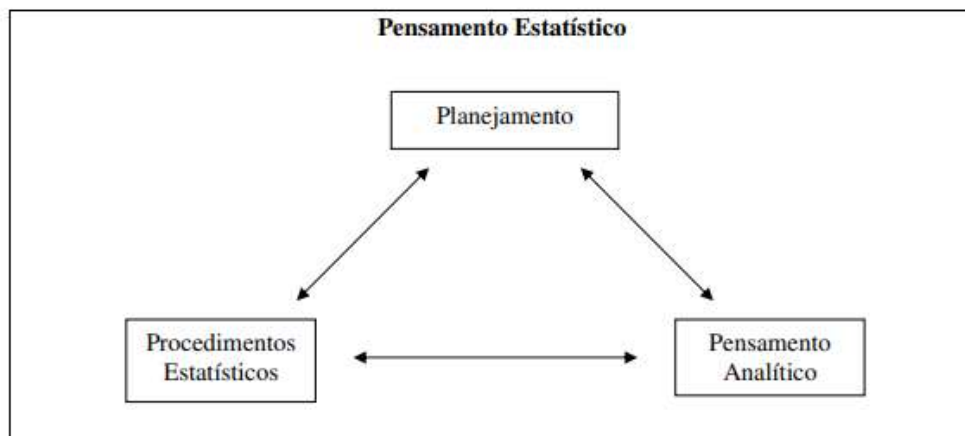 Pensamento Estatístico
Planejamento
Procedimentos
Estatísticos
Pensamento
Analítico